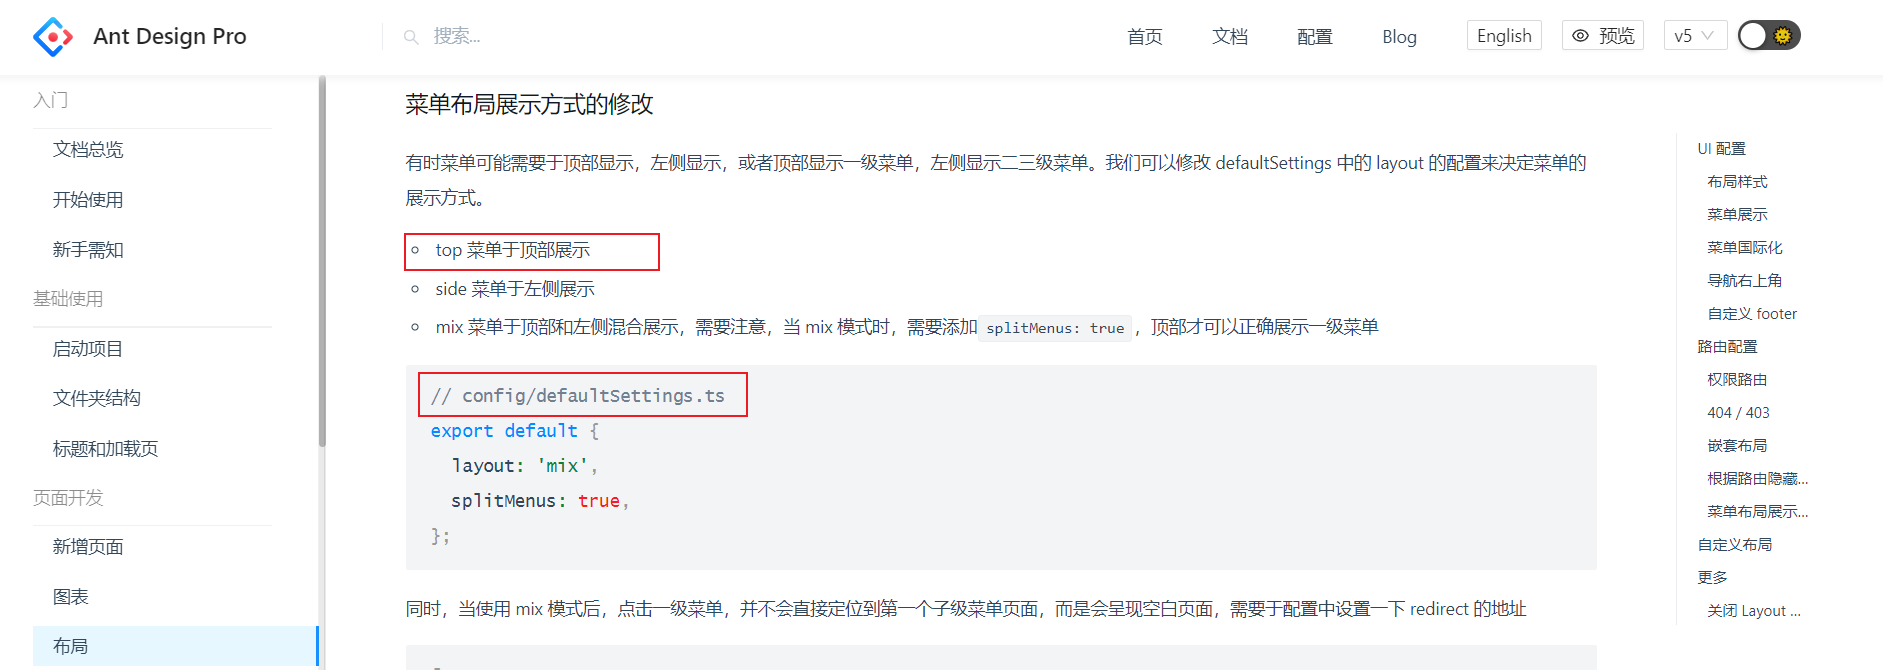 Ant Design Pro
搜索...
首页
文档
配置
Blog
English
预览
v5
入门
文档总览
开始使用
新手需知
基础使用
启动项目
文件夹结构
标题和加载页
页面开发
新增页面
图表
布局
菜单布局展示方式的修改
有时菜单可能需要于顶部显示，左侧显示，或者顶部显示一级菜单，左侧显示二三级菜单。我们可以修改 defaultSettings 中的 layout 的配置来决定菜单的
展示方式。
top 菜单于顶部展示
side 菜单于左侧展示
mix 菜单于顶部和左侧混合展示，需要注意，当 mix 模式时，需要添加 splitMenus: true ，顶部才可以正确展示一级菜单
// config/defaultSettings.ts
export default {
layout: 'mix',
splitMenus: true,
};
同时，当使用 mix 模式后，点击一级菜单，并不会直接定位到第一个子级菜单页面，而是会呈现空白页面，需要于配置中设置一下 redirect 的地址
UI 配置
布局样式
菜单展示
菜单国际化
导航右上角
自定义 footer
路由配置
权限路由
404 / 403
嵌套布局
根据路由隐藏...
菜单布局展示...
自定义布局
更多
关闭 Layout ...